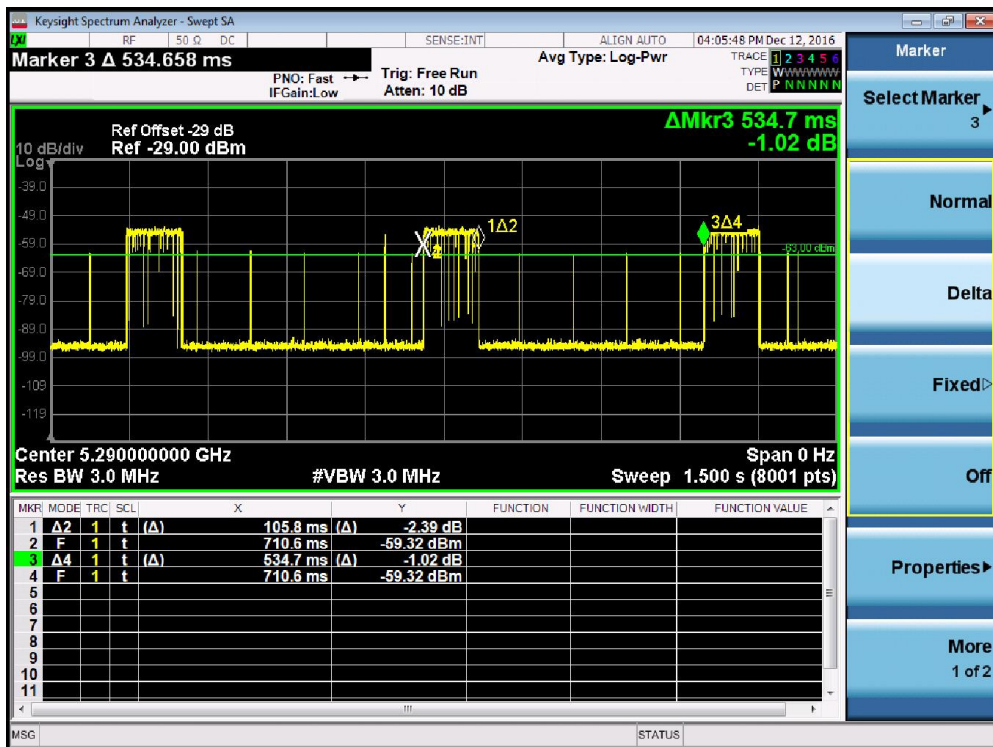 Keysight Spectrum Analyzer - Swept SA
LXI RF 50 Ω DC SENSE:INT ALIGN AUTO 04:05:48 PM Dec 12, 2016
Marker 3 Δ 534.658 ms
PNO: Fast Trig: Free Run Avg Type: Log-Pwr TRACE 1 2 3 4 5 6
IFGain:Low Atten: 10 dB TYPE WWWWWW
DET P N N N N N
Marker
Select Marker
3
Normal
Delta
Fixed
Off
Properties
More
1 of 2
ΔMkr3 534.7 ms
-1.02 dB
Ref Offset -29 dB
10 dB/div Ref -29.00 dBm
Log
-39.0
-49.0
-59.0
-69.0
-79.0
-89.0
-99.0
-109
-119
1Δ2
3Δ4
-63.00 dBm
Center 5.290000000 GHz Span 0 Hz
Res BW 3.0 MHz #VBW 3.0 MHz Sweep 1.500 s (8001 pts)
MKR MODE TRC SCL X Y FUNCTION FUNCTION WIDTH FUNCTION VALUE
1 Δ2 1 t (Δ) 105.8 ms (Δ) -2.39 dB
2 F 1 t 710.6 ms -59.32 dBm
3 Δ4 1 t (Δ) 534.7 ms (Δ) -1.02 dB
4 F 1 t 710.6 ms -59.32 dBm
5
6
7
8
9
10
11
MSG STATUS